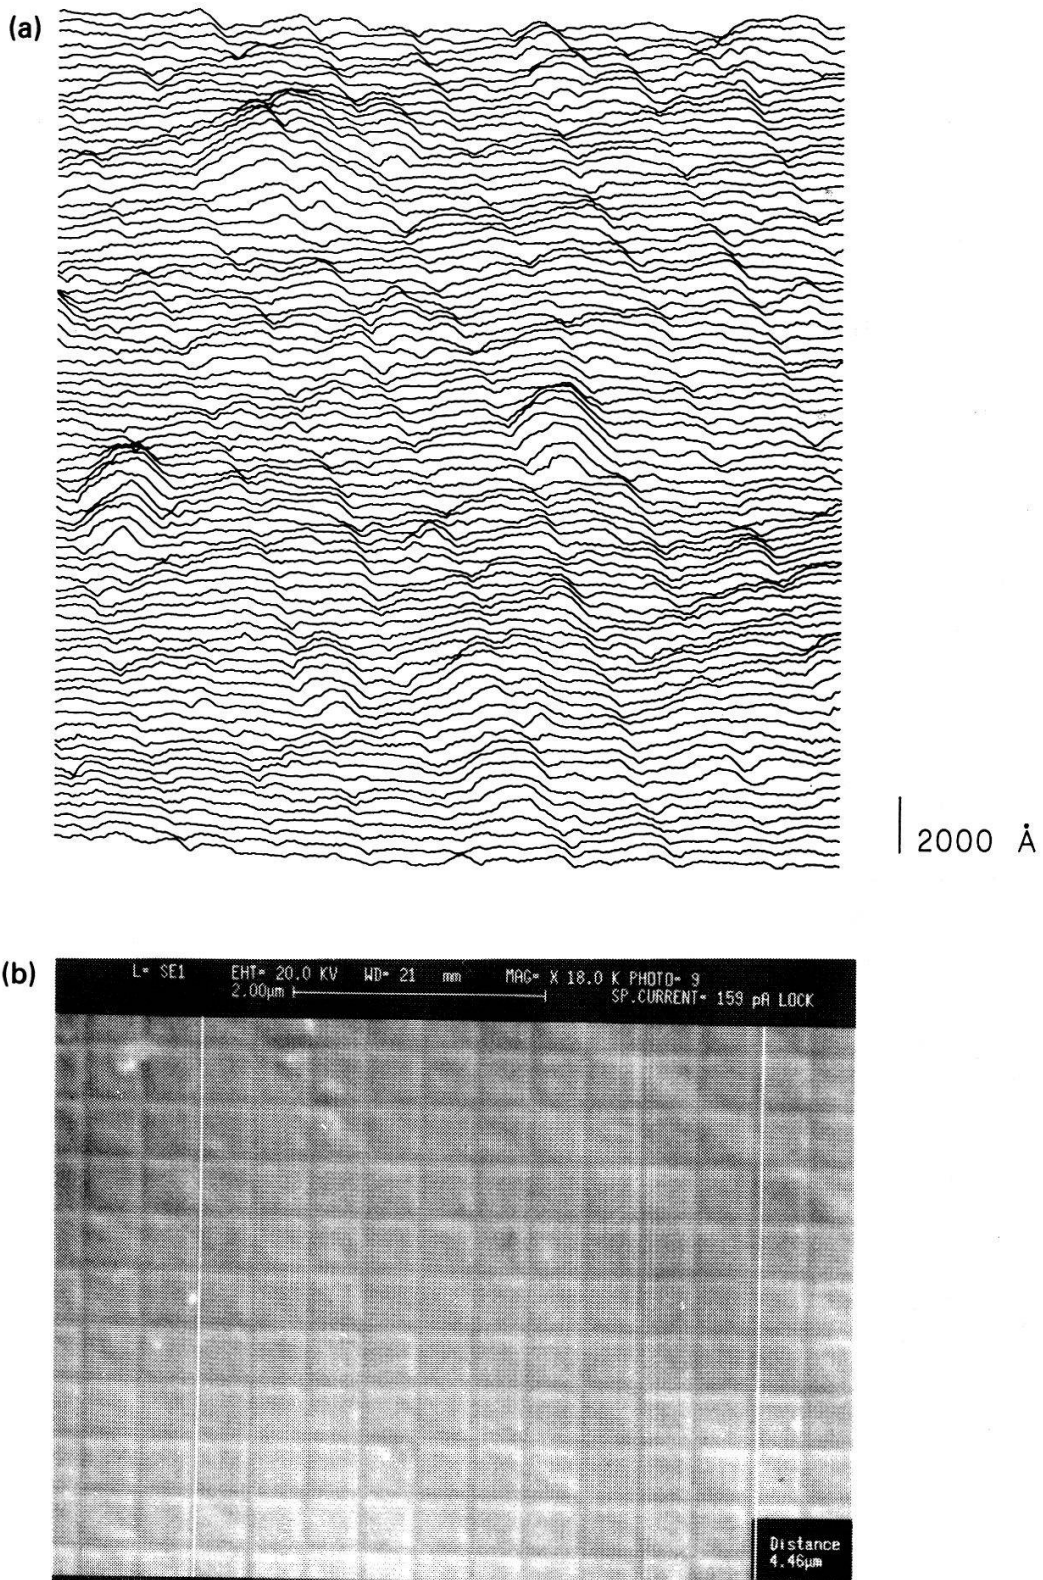 (a)
2000 Å
(b)
L= SE1 EHT= 20.0 KV WD= 21 mm MAG= X 18.0 K PHOTO= 9
2.00µm SP.CURRENT= 159 pA LOCK
Distance
4.46µm